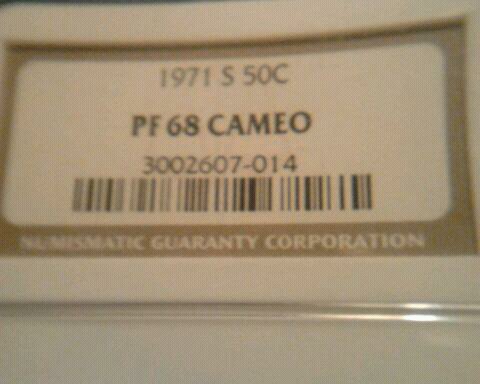 1971 S 50C
PF 68 CAMEO
3002607-014
NUMISMATIC GUARANTY CORPORATION